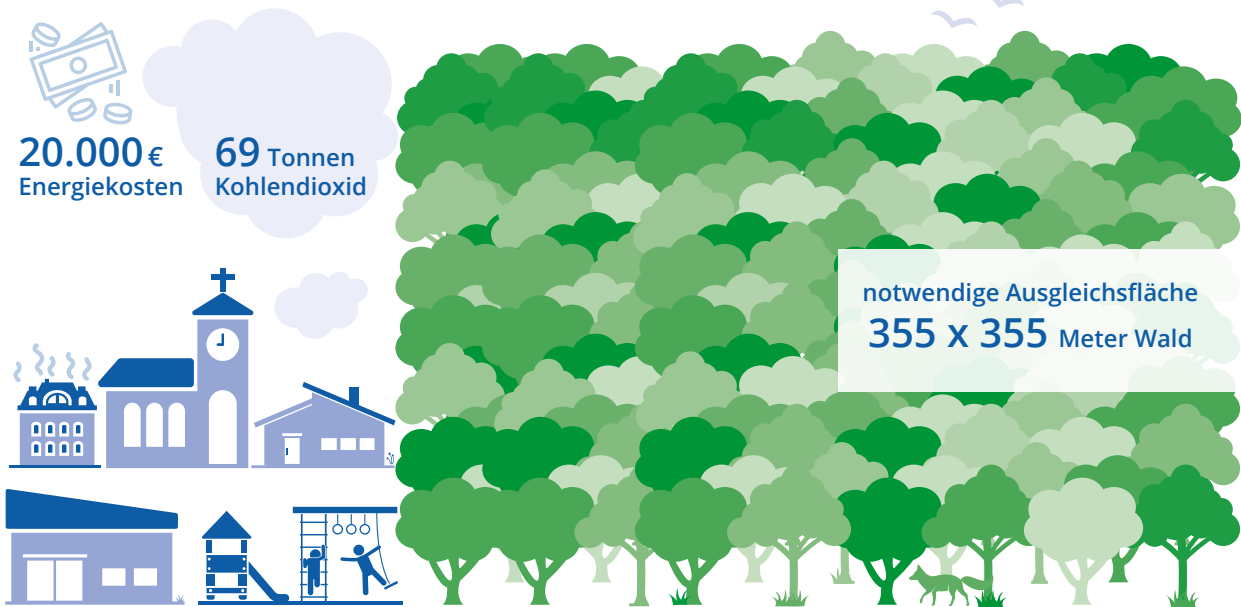 20.000 €
Energiekosten
69 Tonnen
Kohlendioxid
notwendige Ausgleichsfläche
355 x 355 Meter Wald